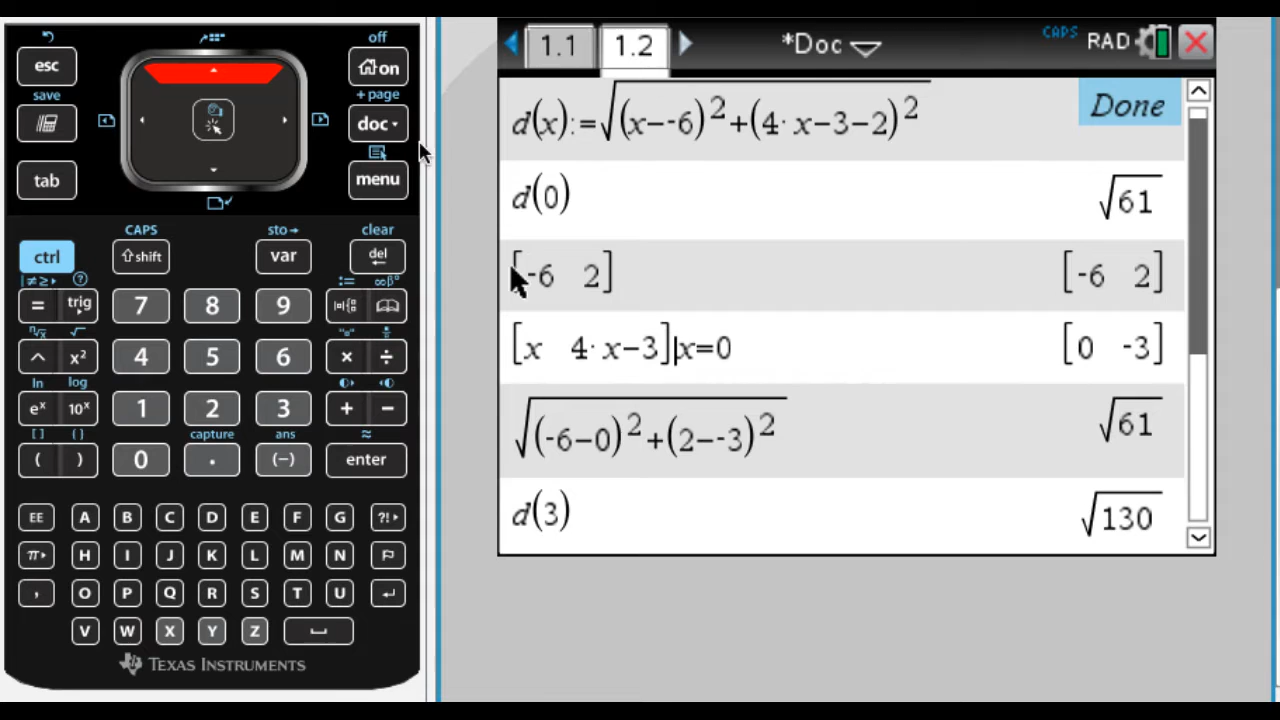 off
esc
on
save
+ page
doc
tab
menu
CAPS
sto→
clear
ctrl
⇧shift
var
del
|≠≥▸
?
:=
∞β°
=
trig
7
8
9
|□|{
ⁿ√x
√
"□"
^
x²
4
5
6
×
÷
ln
log
eˣ
10ˣ
1
2
3
+
−
[ ]
{ }
capture
ans
≈
(
)
0
.
(−)
enter
EE
A
B
C
D
E
F
G
?!▸
π▸
H
I
J
K
L
M
N
,
O
P
Q
R
S
T
U
↵
V
W
X
Y
Z
TEXAS INSTRUMENTS
1.1
1.2
*Doc
CAPS
RAD
d(x):=√((x−-6)²+(4·x−3−2)²)
Done
d(0)
√61
[-6 2]
[-6 2]
[x 4·x−3]|x=0
[0 -3]
√((-6−0)²+(2−-3)²)
√61
d(3)
√130